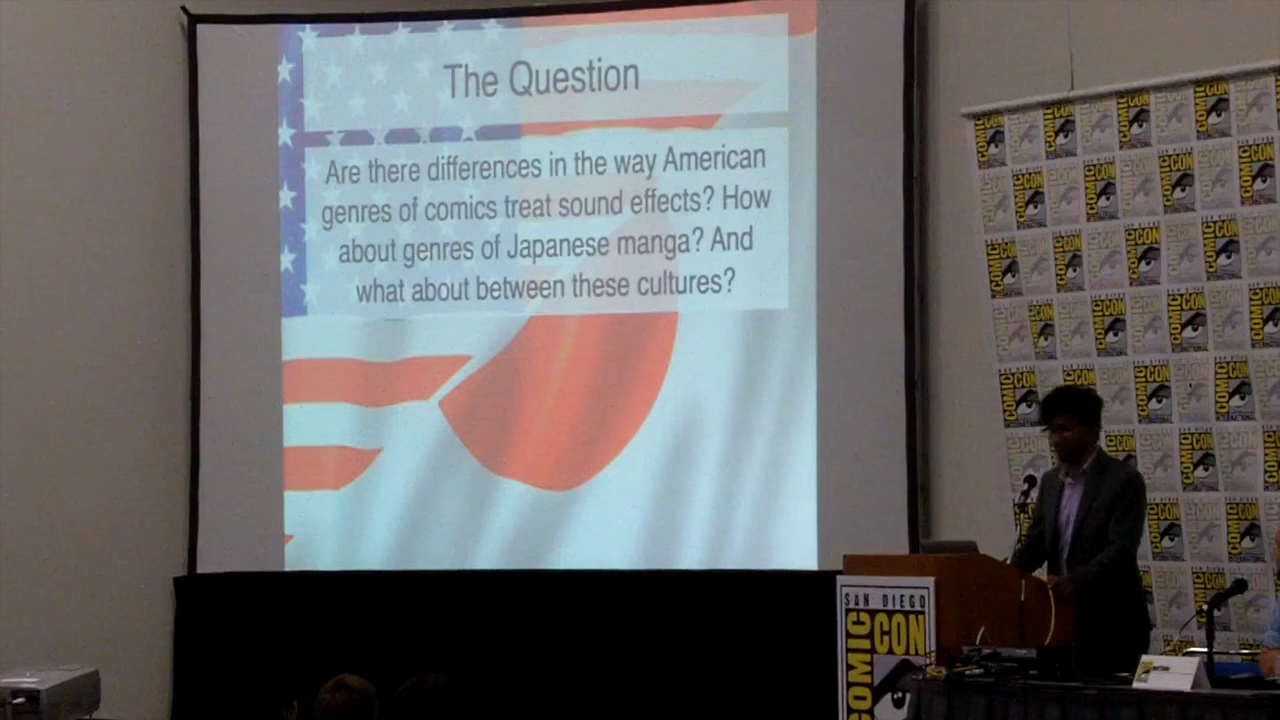 The Question
Are there differences in the way American
genres of comics treat sound effects? How
about genres of Japanese manga? And
what about between these cultures?
SAN DIEGO
COMIC
CON